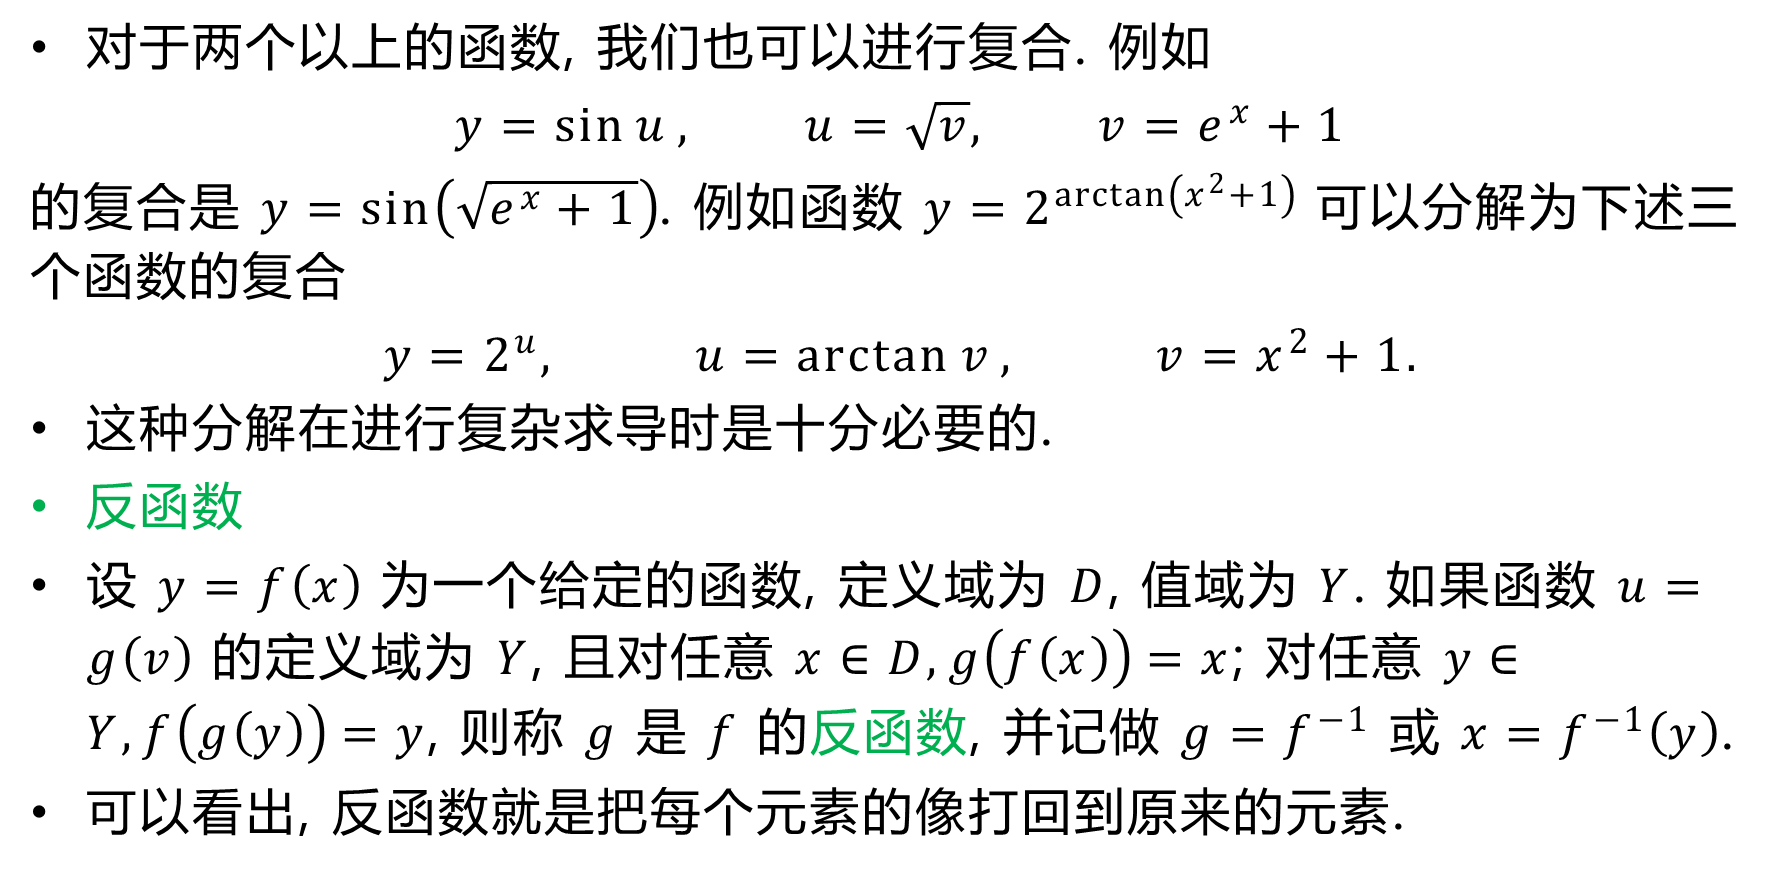 • 对于两个以上的函数, 我们也可以进行复合. 例如
y = sin u , u = √v, v = e^x + 1
的复合是 y = sin(√(e^x + 1)). 例如函数 y = 2^{arctan(x^2+1)} 可以分解为下述三
个函数的复合
y = 2^u, u = arctan v , v = x^2 + 1.
• 这种分解在进行复杂求导时是十分必要的.
• 反函数
• 设 y = f(x) 为一个给定的函数, 定义域为 D, 值域为 Y. 如果函数 u =
g(v) 的定义域为 Y, 且对任意 x ∈ D, g(f(x)) = x; 对任意 y ∈
Y, f(g(y)) = y, 则称 g 是 f 的反函数, 并记做 g = f^{−1} 或 x = f^{−1}(y).
• 可以看出, 反函数就是把每个元素的像打回到原来的元素.